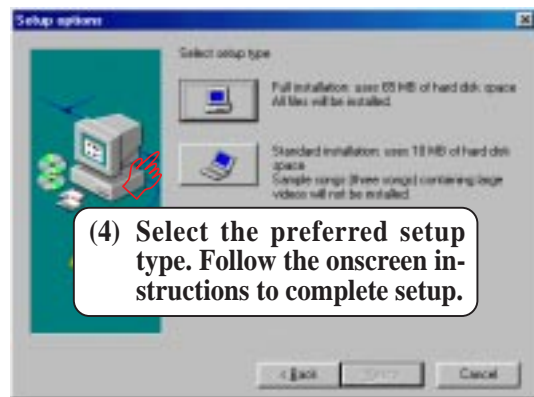 Setup options
Select setup type
Full installation: uses 65 MB of hard disk space
All files will be installed.
Standard installation: uses 10 MB of hard disk
space
Sample songs (three songs) containing large
videos will not be installed.
(4) Select the preferred setup
type. Follow the onscreen in-
structions to complete setup.
< Back
Cancel